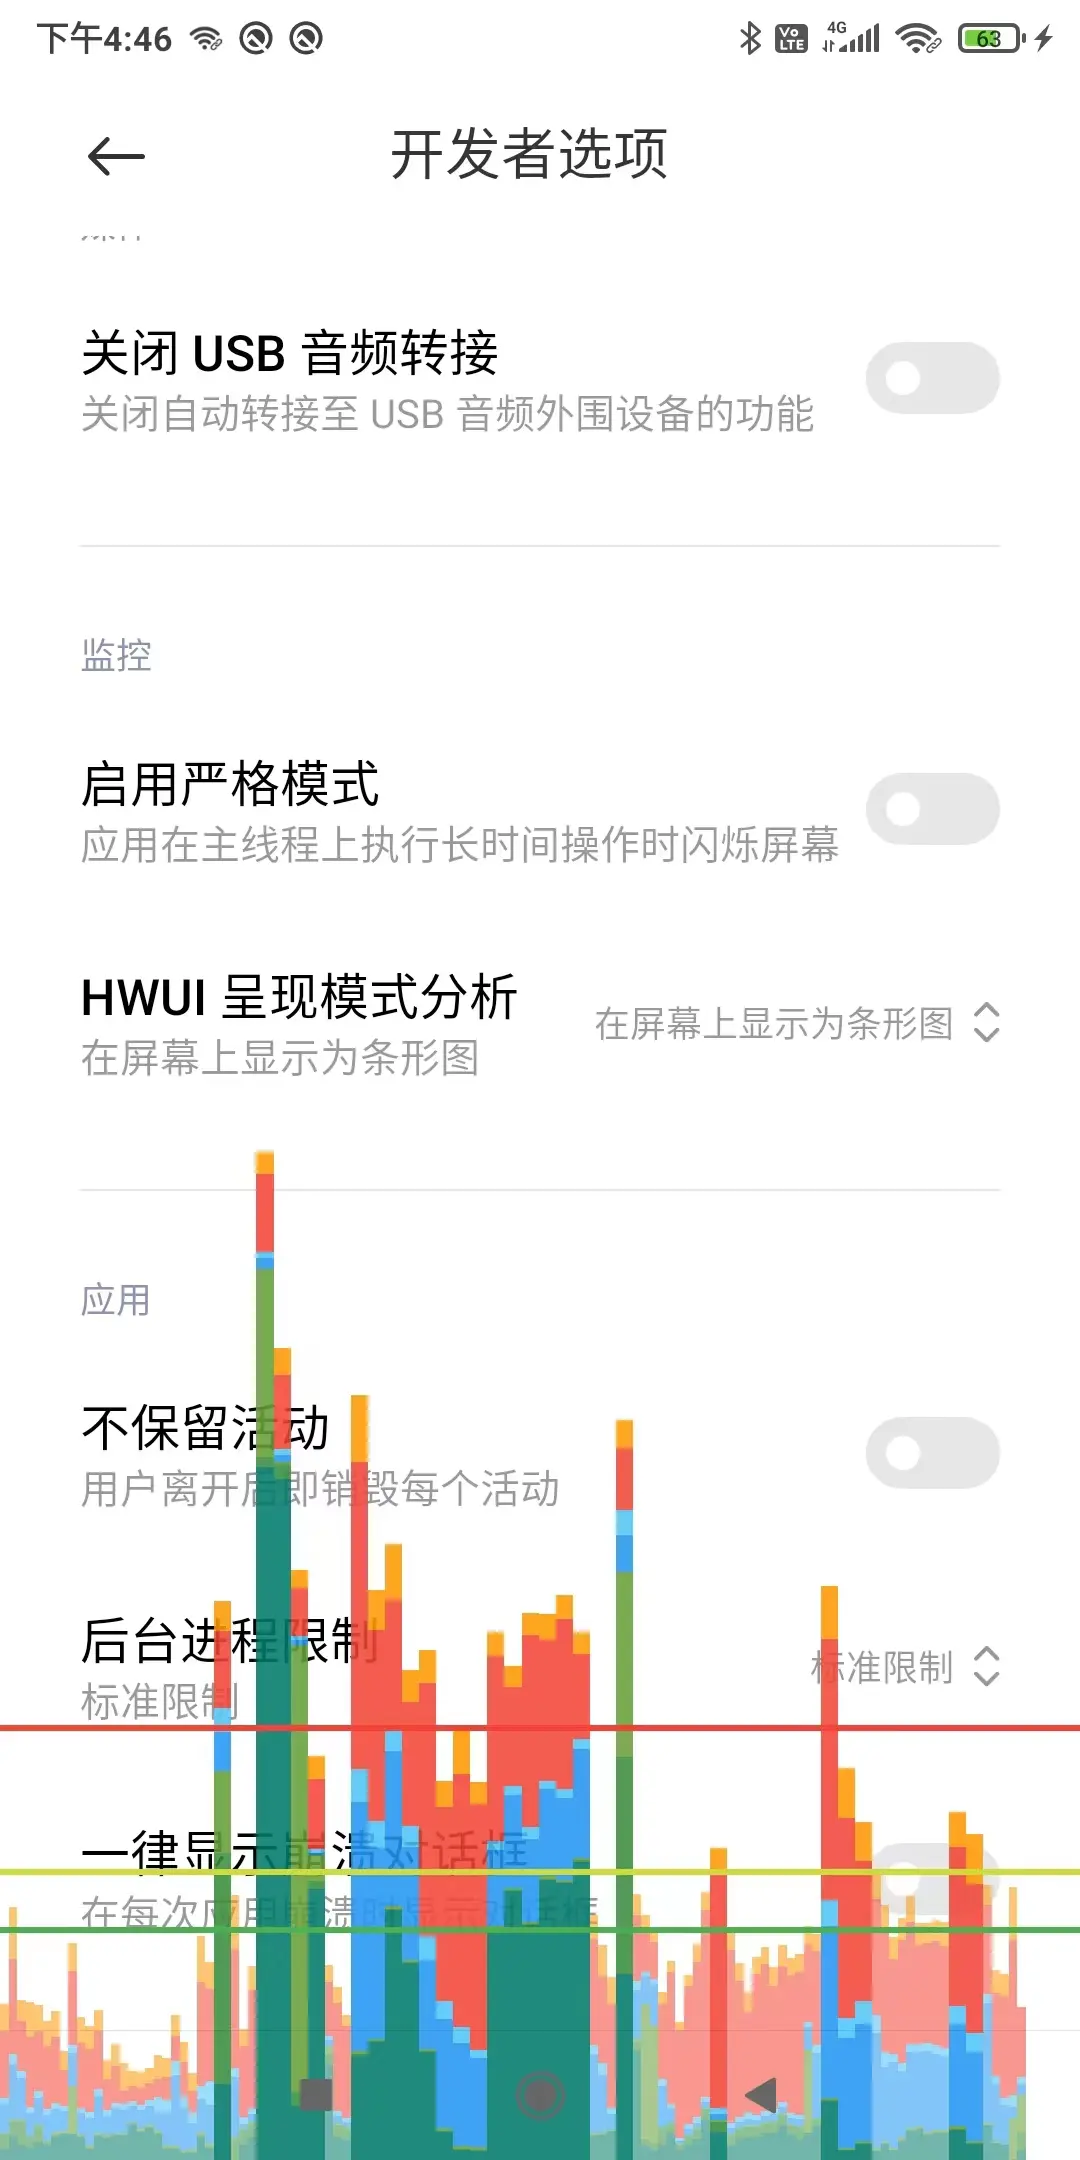 下午4:46
Vo LTE
4G
63
开发者选项
关闭 USB 音频转接
关闭自动转接至 USB 音频外围设备的功能
监控
启用严格模式
应用在主线程上执行长时间操作时闪烁屏幕
HWUI 呈现模式分析
在屏幕上显示为条形图
在屏幕上显示为条形图
应用
不保留活动
用户离开后即销毁每个活动
后台进程限制
标准限制
标准限制
一律显示崩溃对话框
在每次应用崩溃时显示对话框